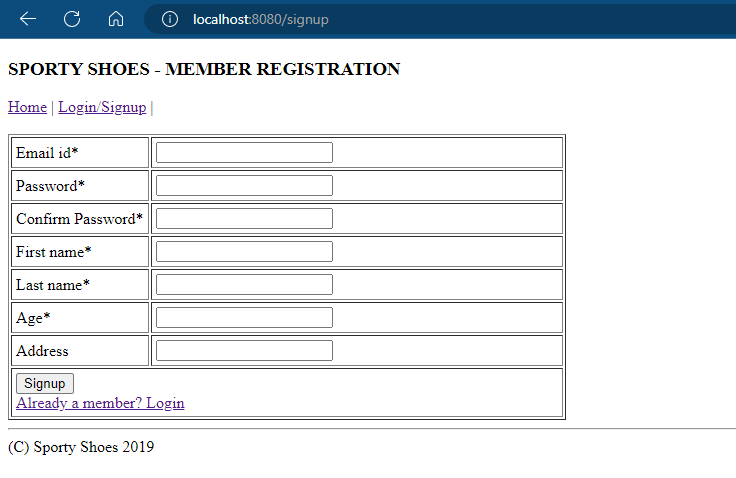 localhost:8080/signup
SPORTY SHOES - MEMBER REGISTRATION
Home | Login/Signup |
Email id*
Password*
Confirm Password*
First name*
Last name*
Age*
Address
Signup
Already a member? Login
(C) Sporty Shoes 2019